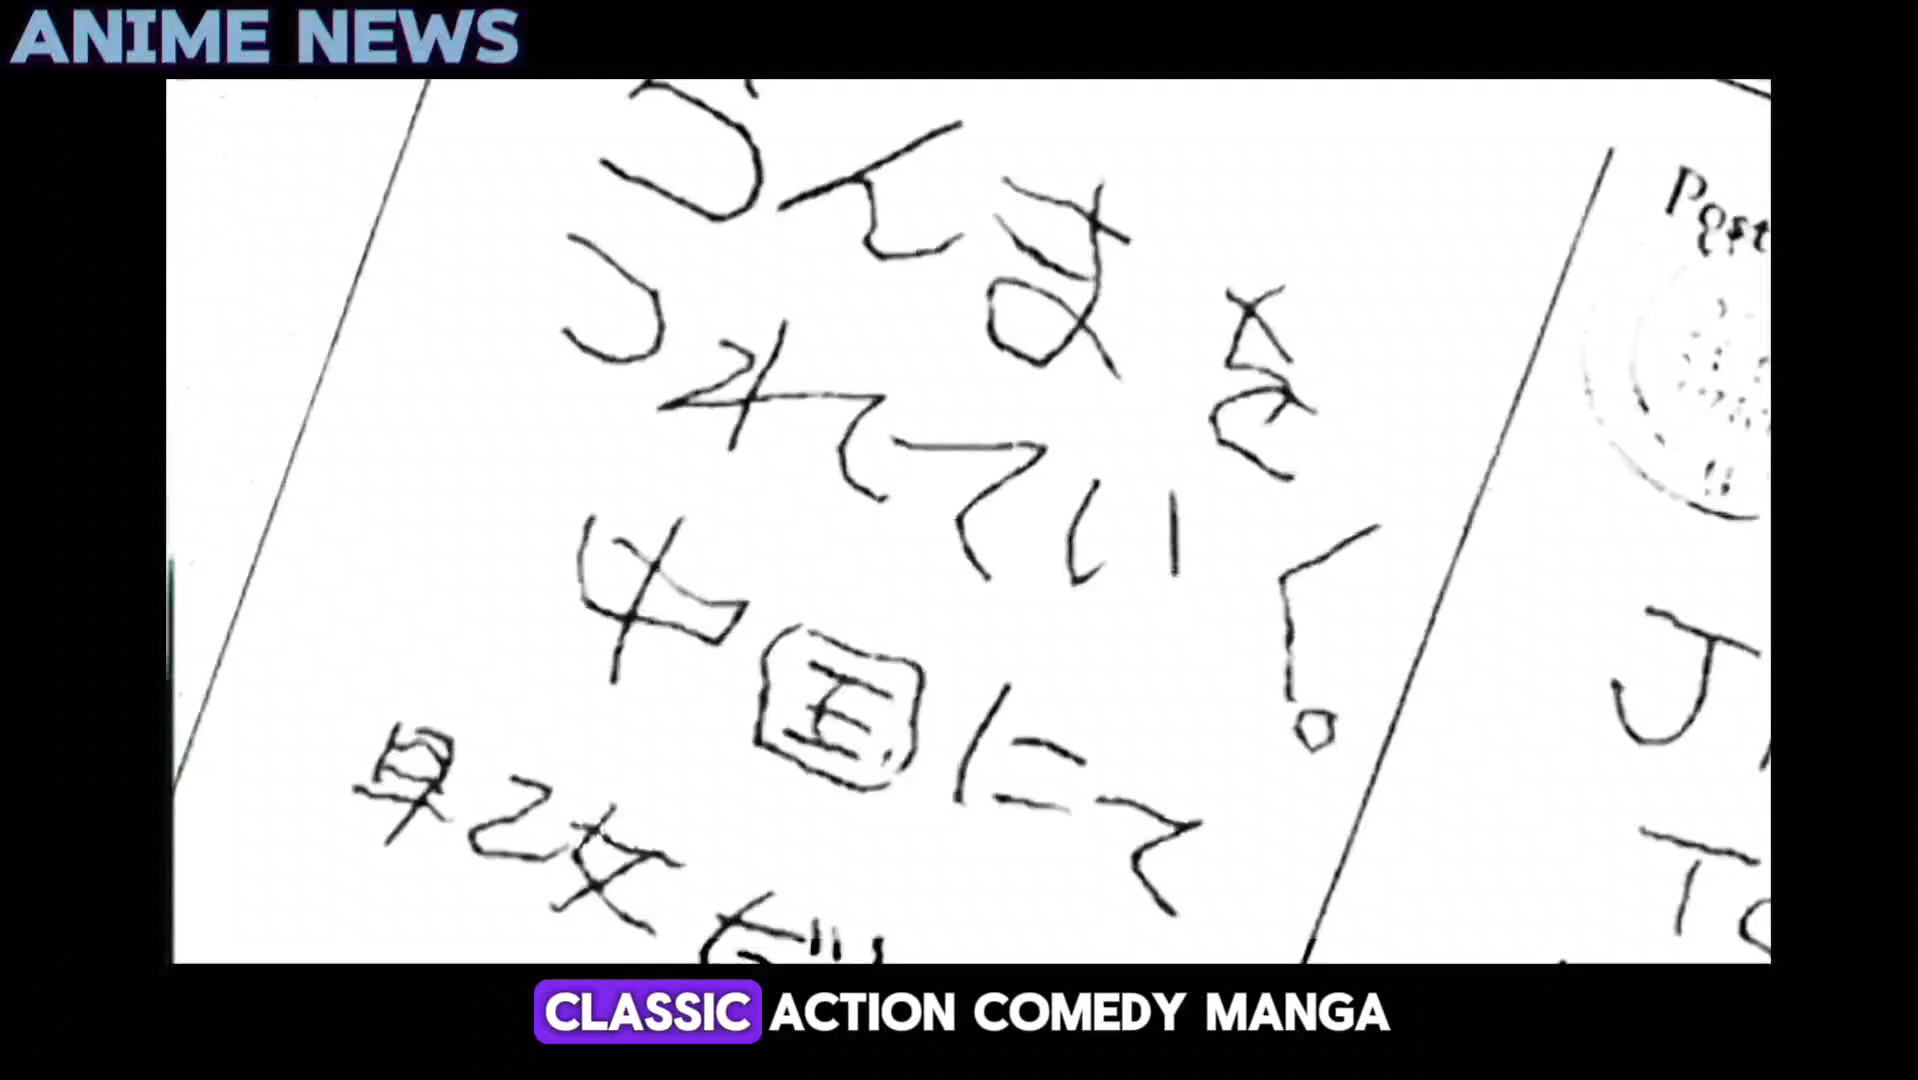 ANIME NEWS
らんまを
つれていく。
中国にて
早乙女
CLASSIC ACTION COMEDY MANGA